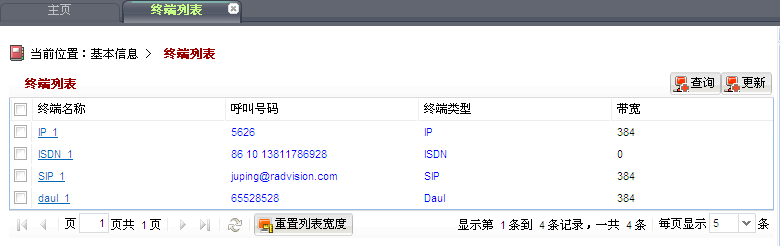 主页 终端列表
当前位置：基本信息 > 终端列表
终端列表 查询 更新
终端名称 呼叫号码 终端类型 带宽
IP_1 5626 IP 384
ISDN_1 86 10 13811786928 ISDN 0
SIP_1 juping@radvision.com SIP 384
daul_1 65528528 Daul 384
页 1 页共 1 页 重置列表宽度 显示第 1 条到 4 条记录，一共 4 条 每页显示 5 条